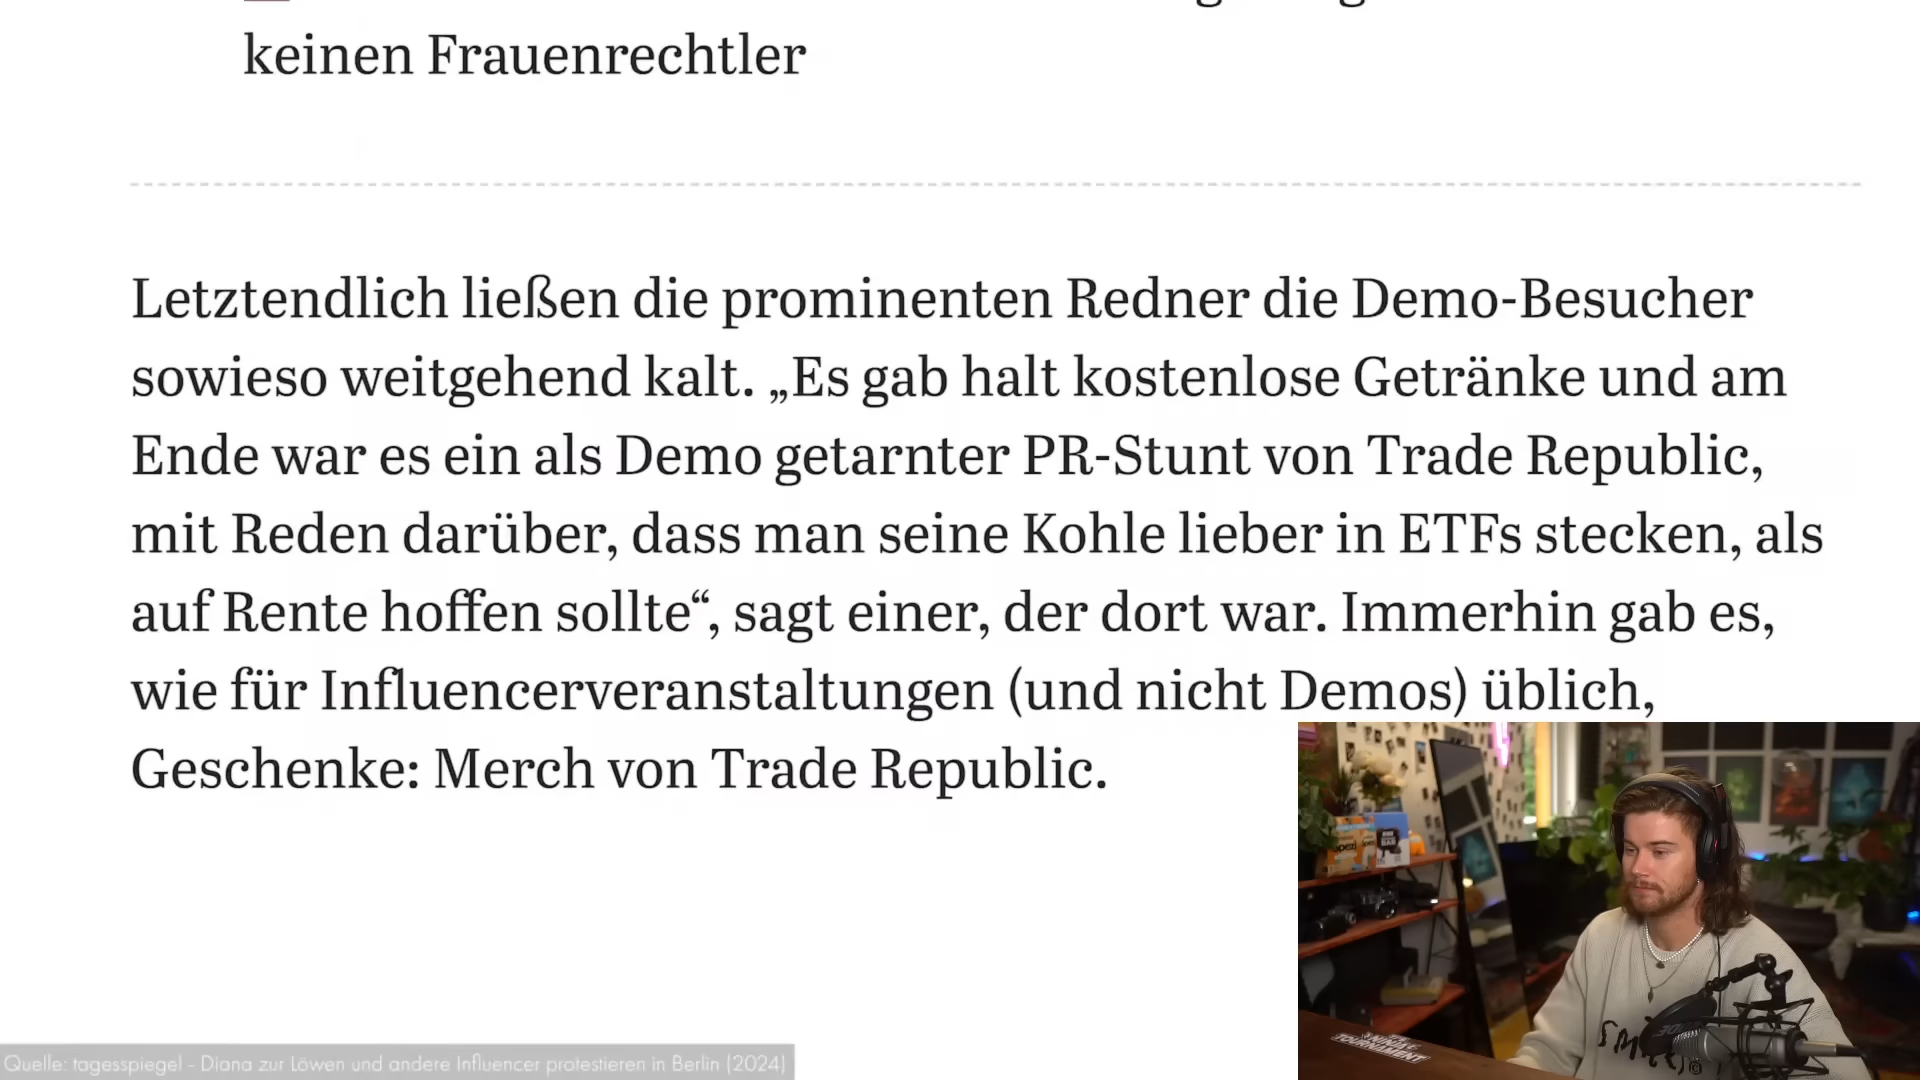 keinen Frauenrechtler
Letztendlich ließen die prominenten Redner die Demo-Besucher
sowieso weitgehend kalt. „Es gab halt kostenlose Getränke und am
Ende war es ein als Demo getarnter PR-Stunt von Trade Republic,
mit Reden darüber, dass man seine Kohle lieber in ETFs stecken, als
auf Rente hoffen sollte“, sagt einer, der dort war. Immerhin gab es,
wie für Influencerveranstaltungen (und nicht Demos) üblich,
Geschenke: Merch von Trade Republic.
Quelle: tagesspiegel - Diana zur Löwen und andere Influencer protestieren in Berlin (2024)
TOURNAMENT